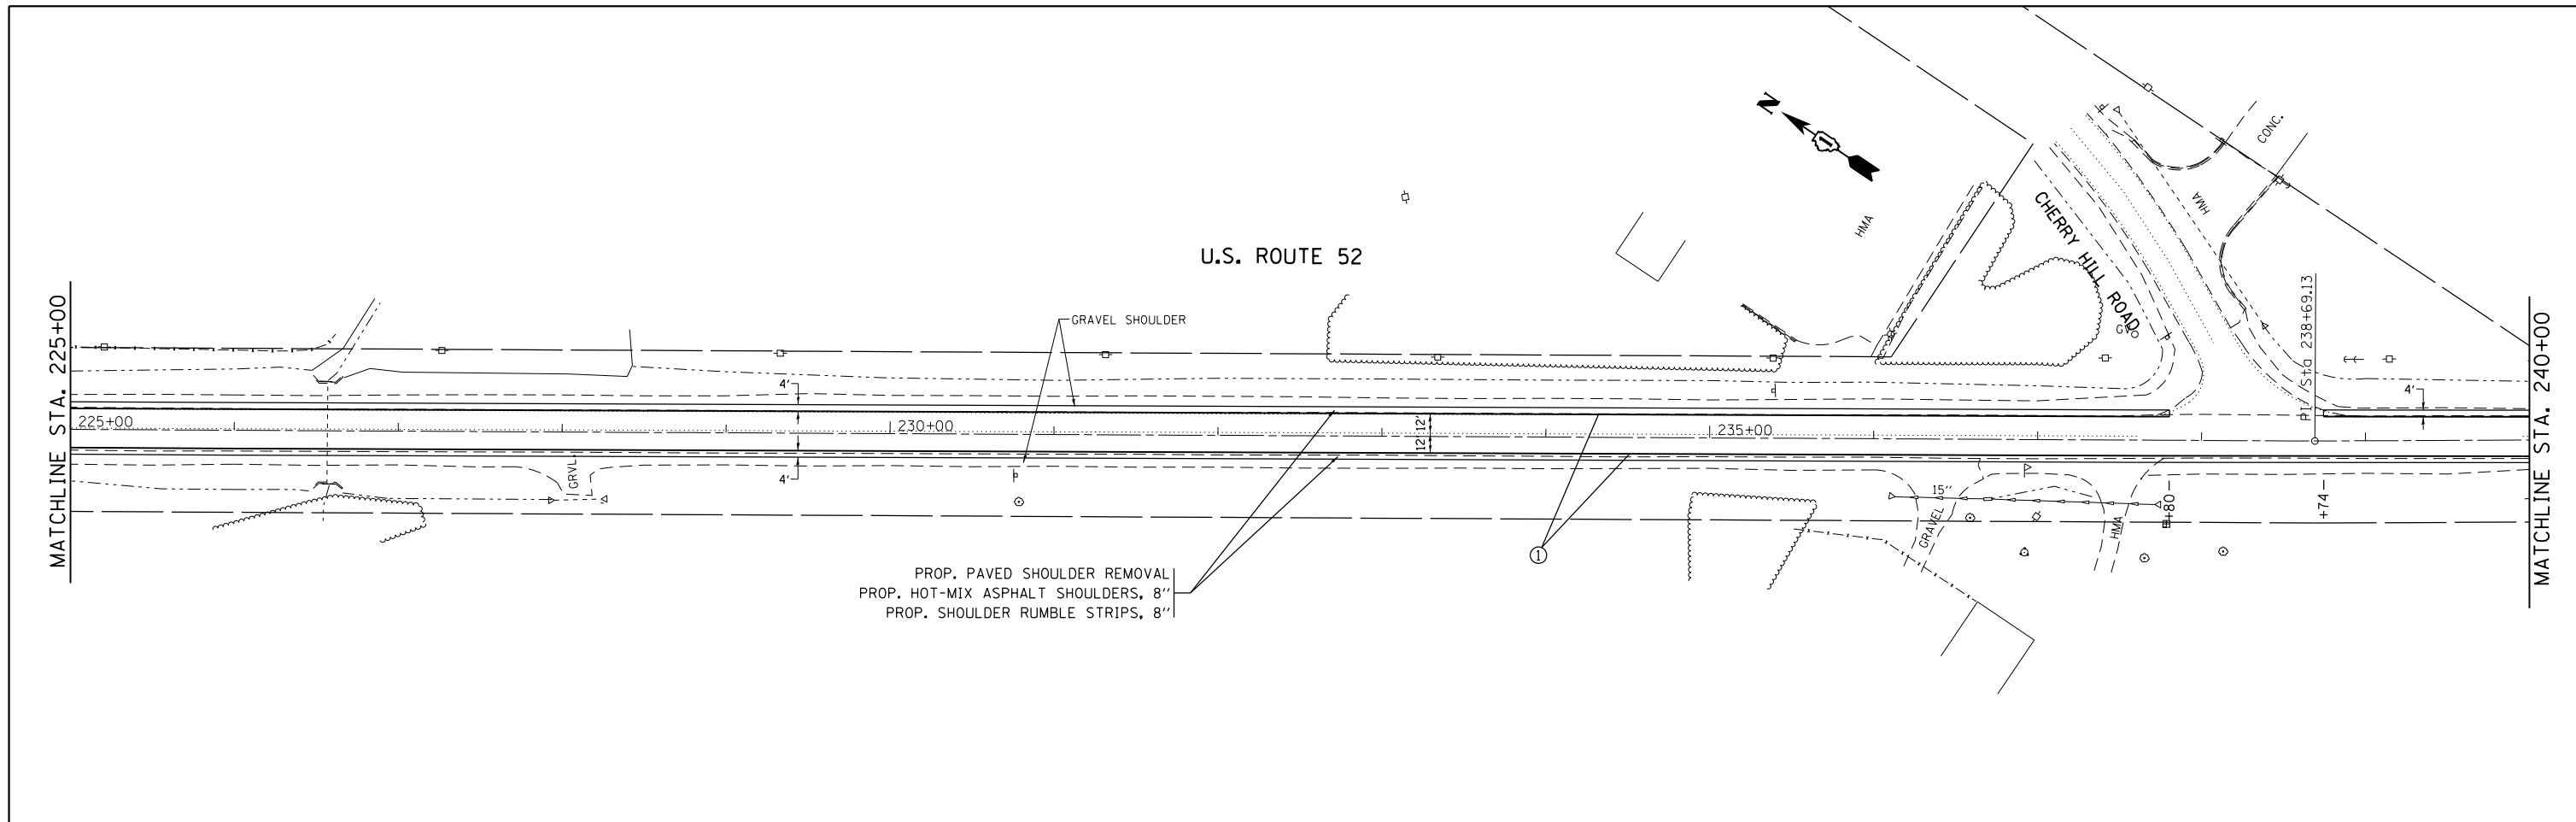 N
1
CONC.
HMA
HMA
CHERRY HILL ROAD
G
U.S. ROUTE 52
PI Sta 238+69.13
MATCHLINE STA. 225+00
MATCHLINE STA. 240+00
GRAVEL SHOULDER
4'
4'
225+00
230+00
12' 12'
235+00
GRVL.
4'
15"
GRAVEL
HMA
+80
+74
1
PROP. PAVED SHOULDER REMOVAL
PROP. HOT-MIX ASPHALT SHOULDERS, 8"
PROP. SHOULDER RUMBLE STRIPS, 8"